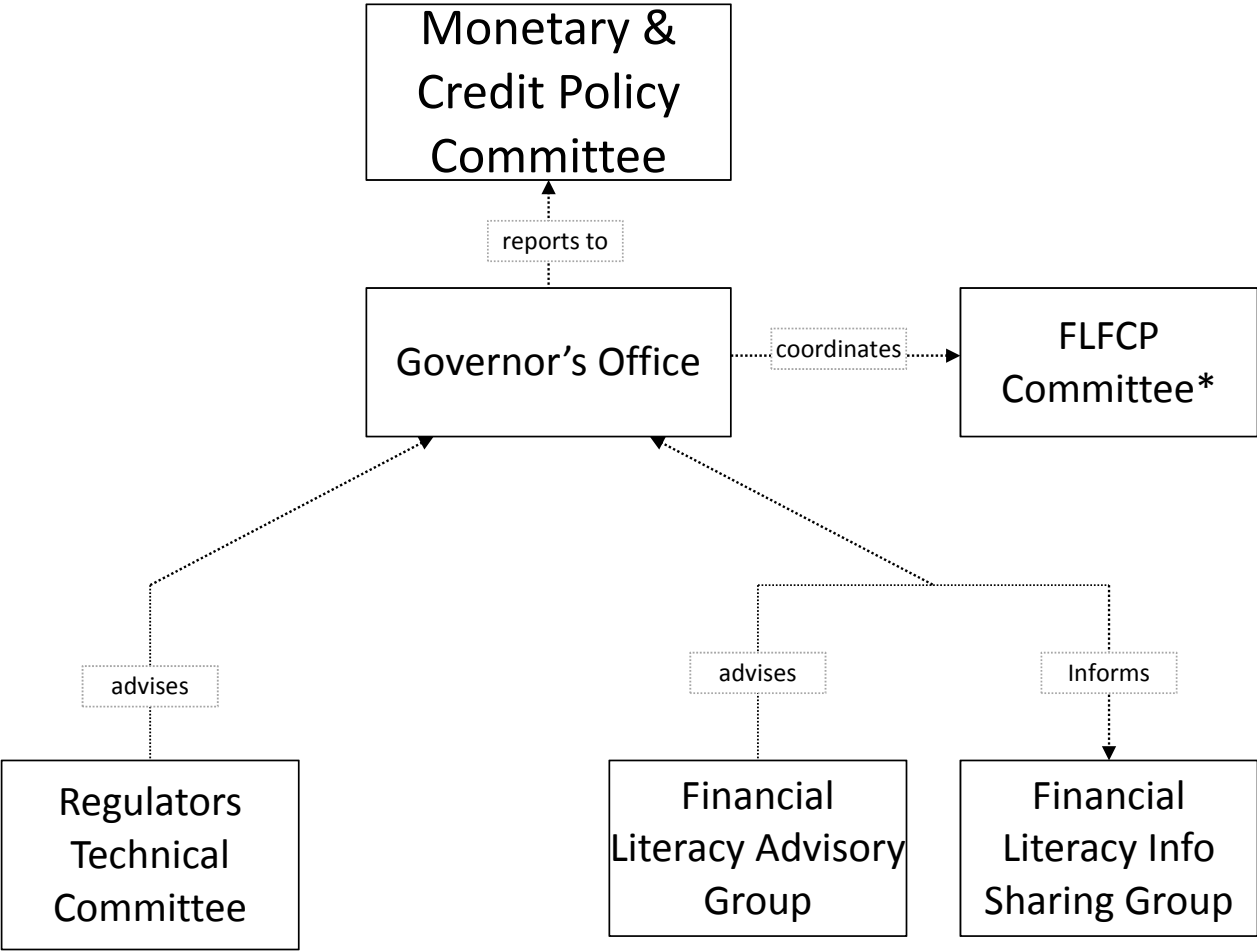 Monetary &
Credit Policy
Committee
reports to
Governor’s Office
coordinates
FLFCP
Committee*
advises
advises
Informs
Regulators
Technical
Committee
Financial
Literacy Advisory
Group
Financial
Literacy Info
Sharing Group